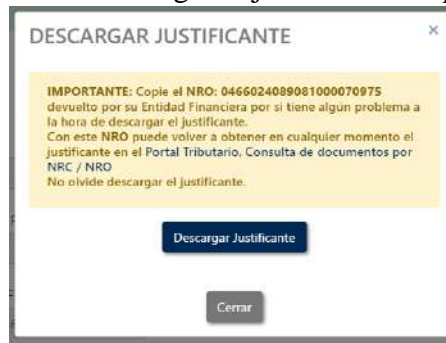 DESCARGAR JUSTIFICANTE
×
IMPORTANTE: Copie el NRO: 0466024089081000070975
devuelto por su Entidad Financiera por si tiene algún problema a
la hora de descargar el justificante.
Con este NRO puede volver a obtener en cualquier momento el
justificante en el Portal Tributario, Consulta de documentos por
NRC / NRO
No olvide descargar el justificante.
Descargar Justificante
Cerrar